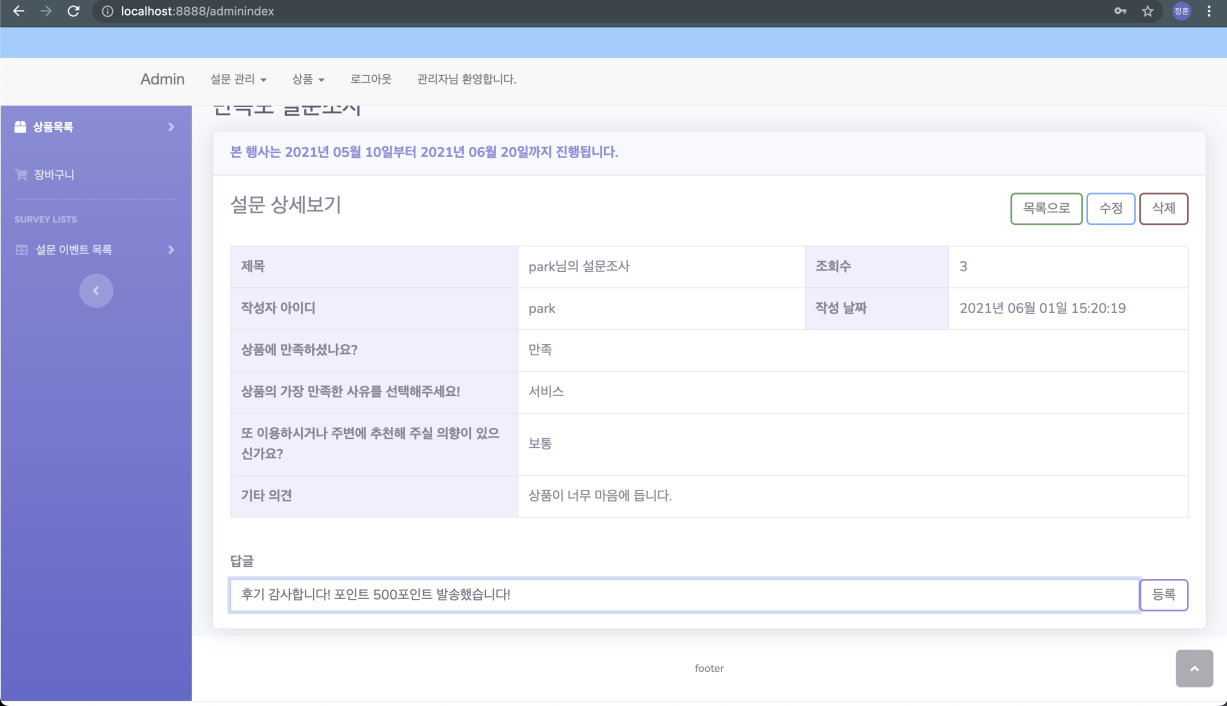 localhost:8888/adminindex
정훈
Admin 설문 관리 상품 로그아웃 관리자님 환영합니다.
만족도 설문조사
상품목록
장바구니
SURVEY LISTS
설문 이벤트 목록
본 행사는 2021년 05월 10일부터 2021년 06월 20일까지 진행됩니다.
설문 상세보기
목록으로 수정 삭제
제목 park님의 설문조사 조회수 3
작성자 아이디 park 작성 날짜 2021년 06월 01일 15:20:19
상품에 만족하셨나요? 만족
상품의 가장 만족한 사유를 선택해주세요! 서비스
또 이용하시거나 주변에 추천해 주실 의향이 있으
신가요? 보통
기타 의견 상품이 너무 마음에 듭니다.
답글
후기 감사합니다! 포인트 500포인트 발송했습니다! 등록
footer